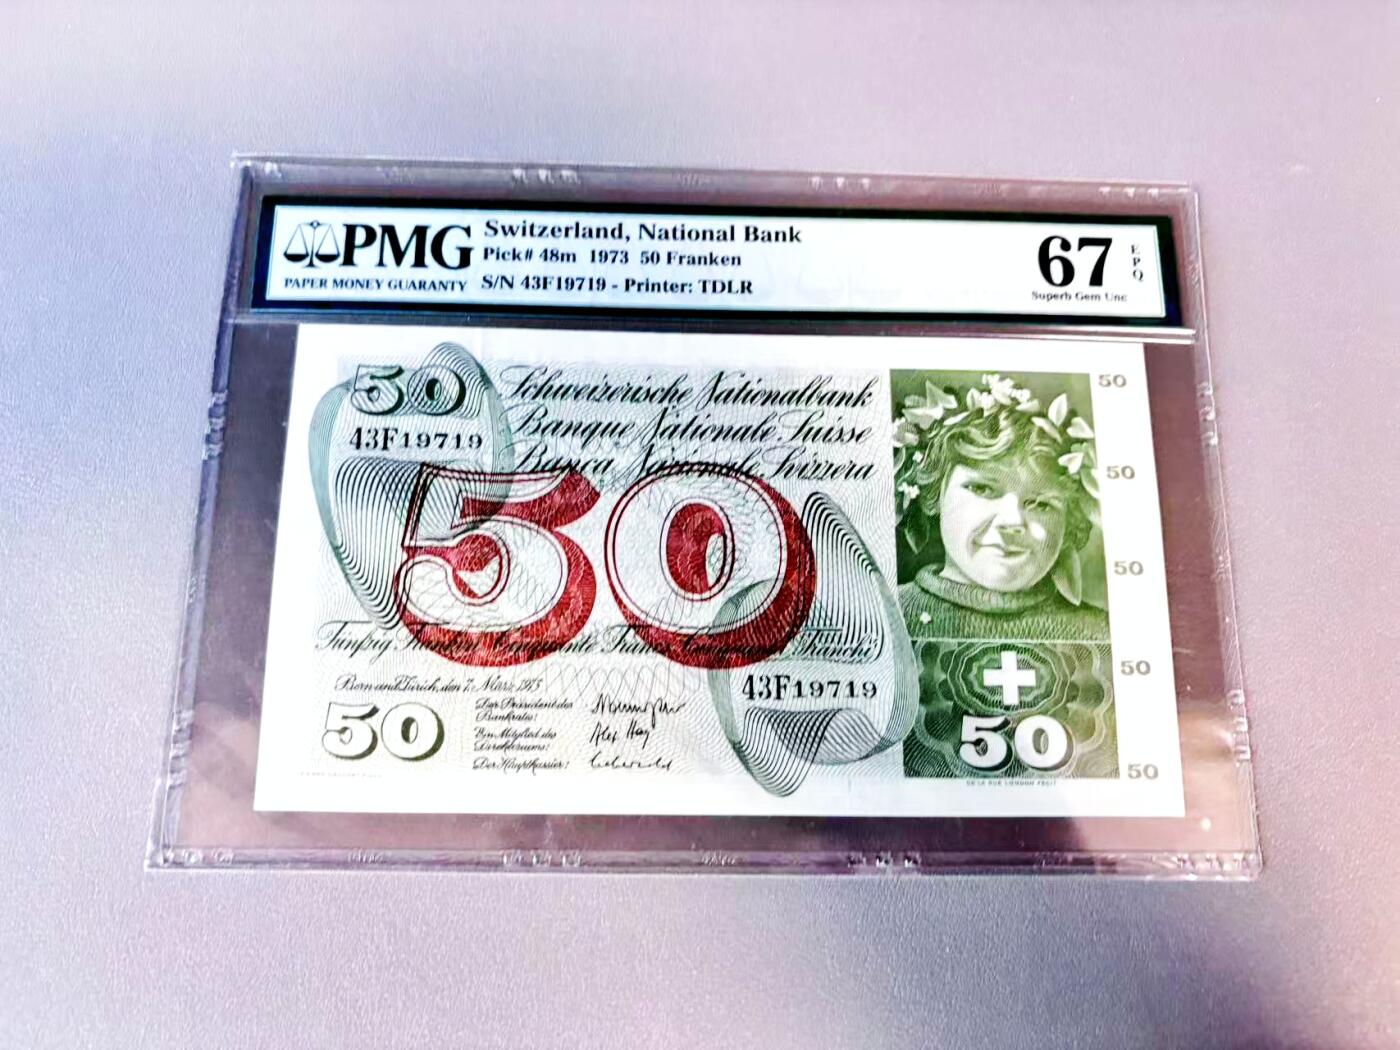 PMG
PAPER MONEY GUARANTY
Switzerland, National Bank
Pick# 48m 1973 50 Franken
S/N 43F19719 - Printer: TDLR
67
EPQ
Superb Gem Unc
50
43F19719
Schweizerische Nationalbank
Banque Nationale Suisse
Banca Nazionale Svizzera
50
Fünfzig Franken Cinquante Francs Cinquanta Franchi
Bern und Zürich, den 7. März 1973
50
Der Präsident des
Bankrates:
Ein Mitglied des
Direktoriums:
Der Hauptkassier:
43F19719
50
50
50
50
50
50
DE LA RUE LONDON FECIT